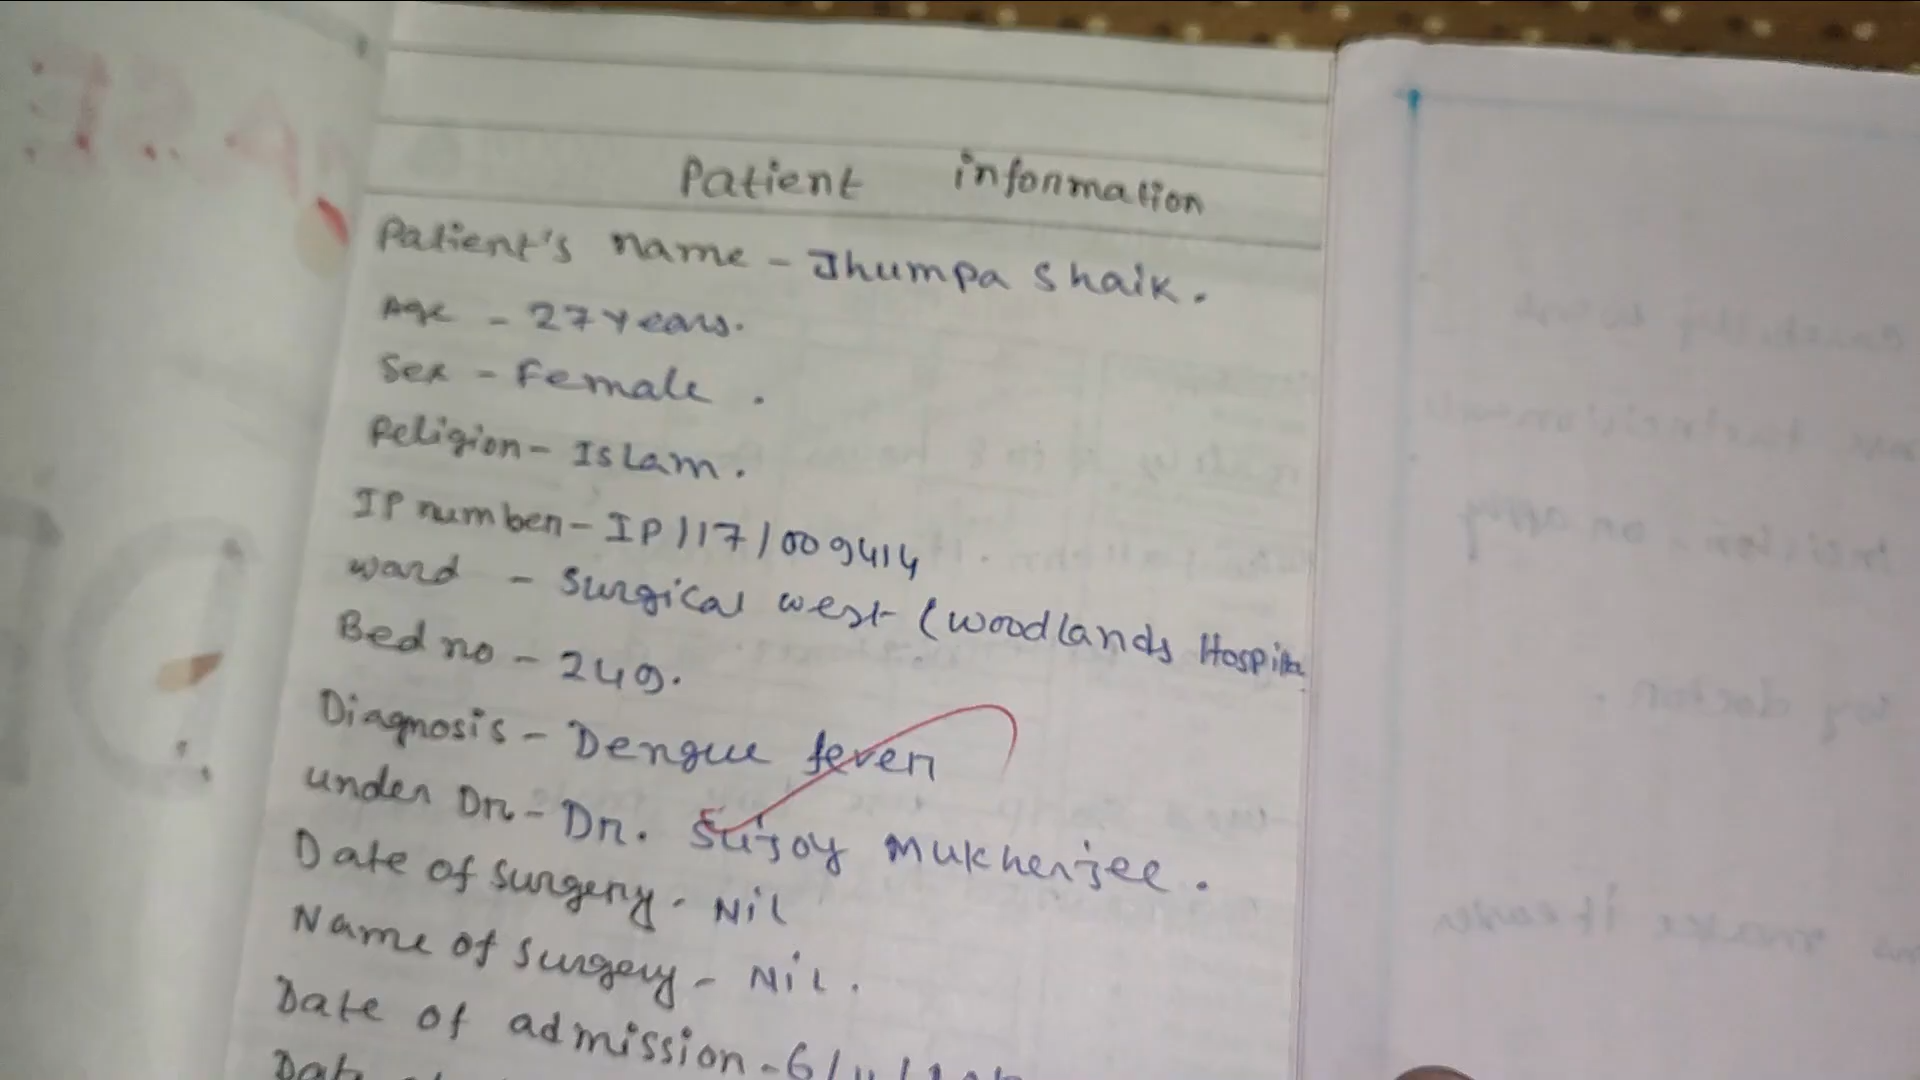 Patient information
Patient's name - Jhumpa Shaik.
Age - 27 Years.
Sex - Female.
Religion - Islam.
IP number - IP/17/009414
ward - Surgical west (Woodlands
Bed no - 249.
Diagnosis - Dengue fever
under Dr. - Dr. Sujoy Mukherjee.
Date of surgery - Nil
Name of surgery - Nil.
Date of admission -